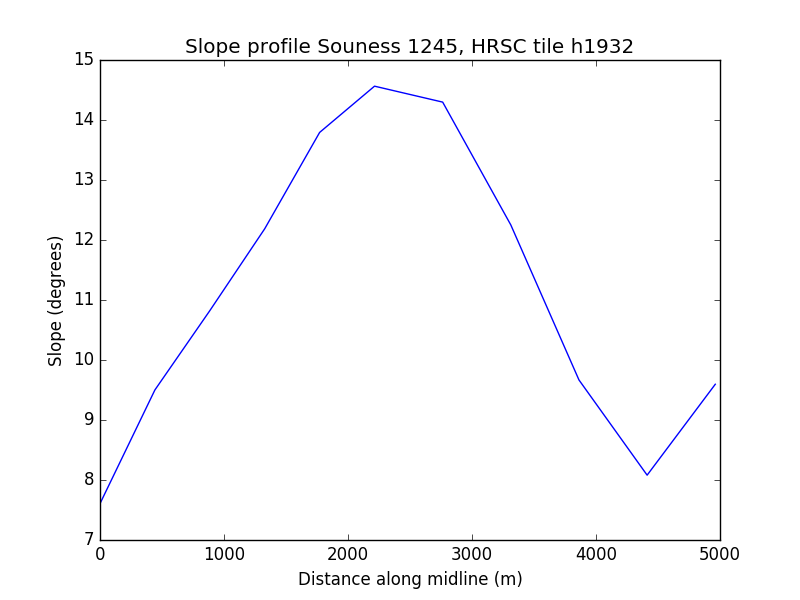 Slope profile Souness 1245, HRSC tile h1932
15
14
13
12
11
10
9
8
7
Slope (degrees)
0 1000 2000 3000 4000 5000
Distance along midline (m)